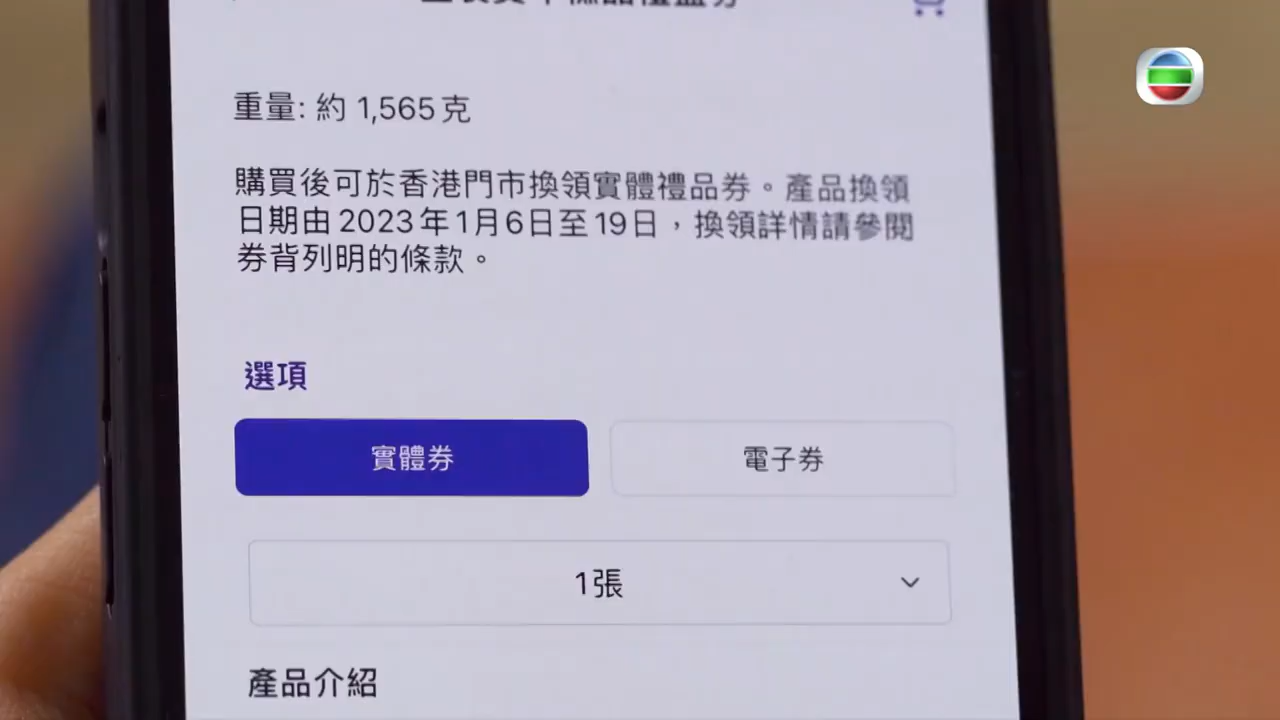 重量: 約 1,565 克
購買後可於香港門市換領實體禮品券。產品換領
日期由 2023 年 1 月 6 日至 19 日，換領詳情請參閱
券背列明的條款。
選項
實體券
電子券
1 張
產品介紹